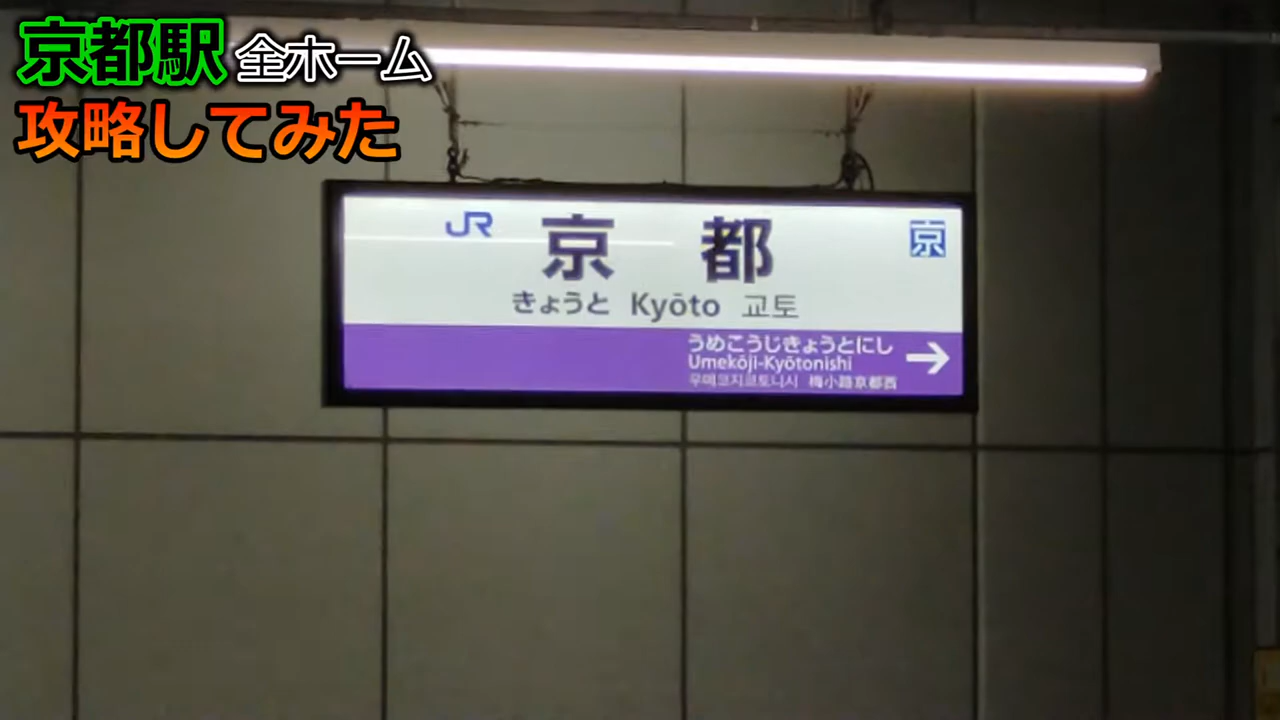 京都駅 全ホーム
攻略してみた
JR 京都 京
きょうと Kyōto 교토
うめこうじきょうとにし
Umekōji-Kyōtonishi
우메코지쿄토니시 梅小路京都西